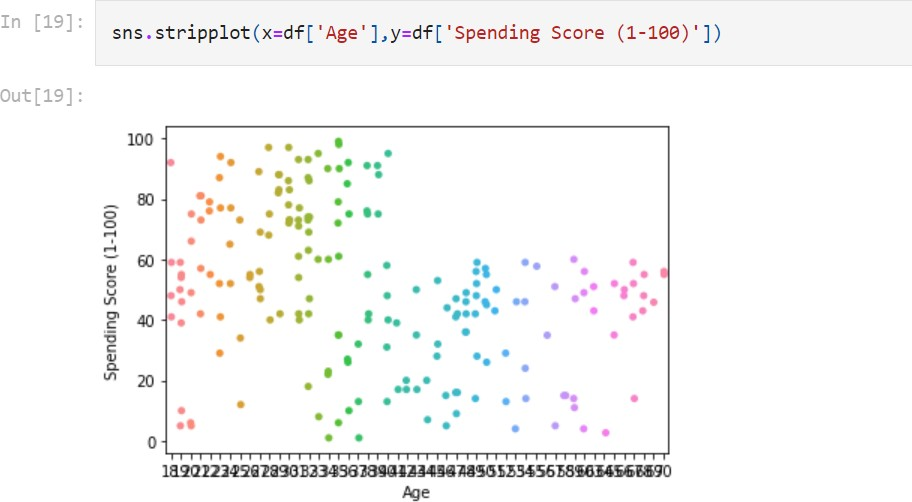 In [19]:
sns.stripplot(x=df['Age'],y=df['Spending Score (1-100)'])
Out[19]:
100
80
60
40
20
0
Spending Score (1-100)
Age